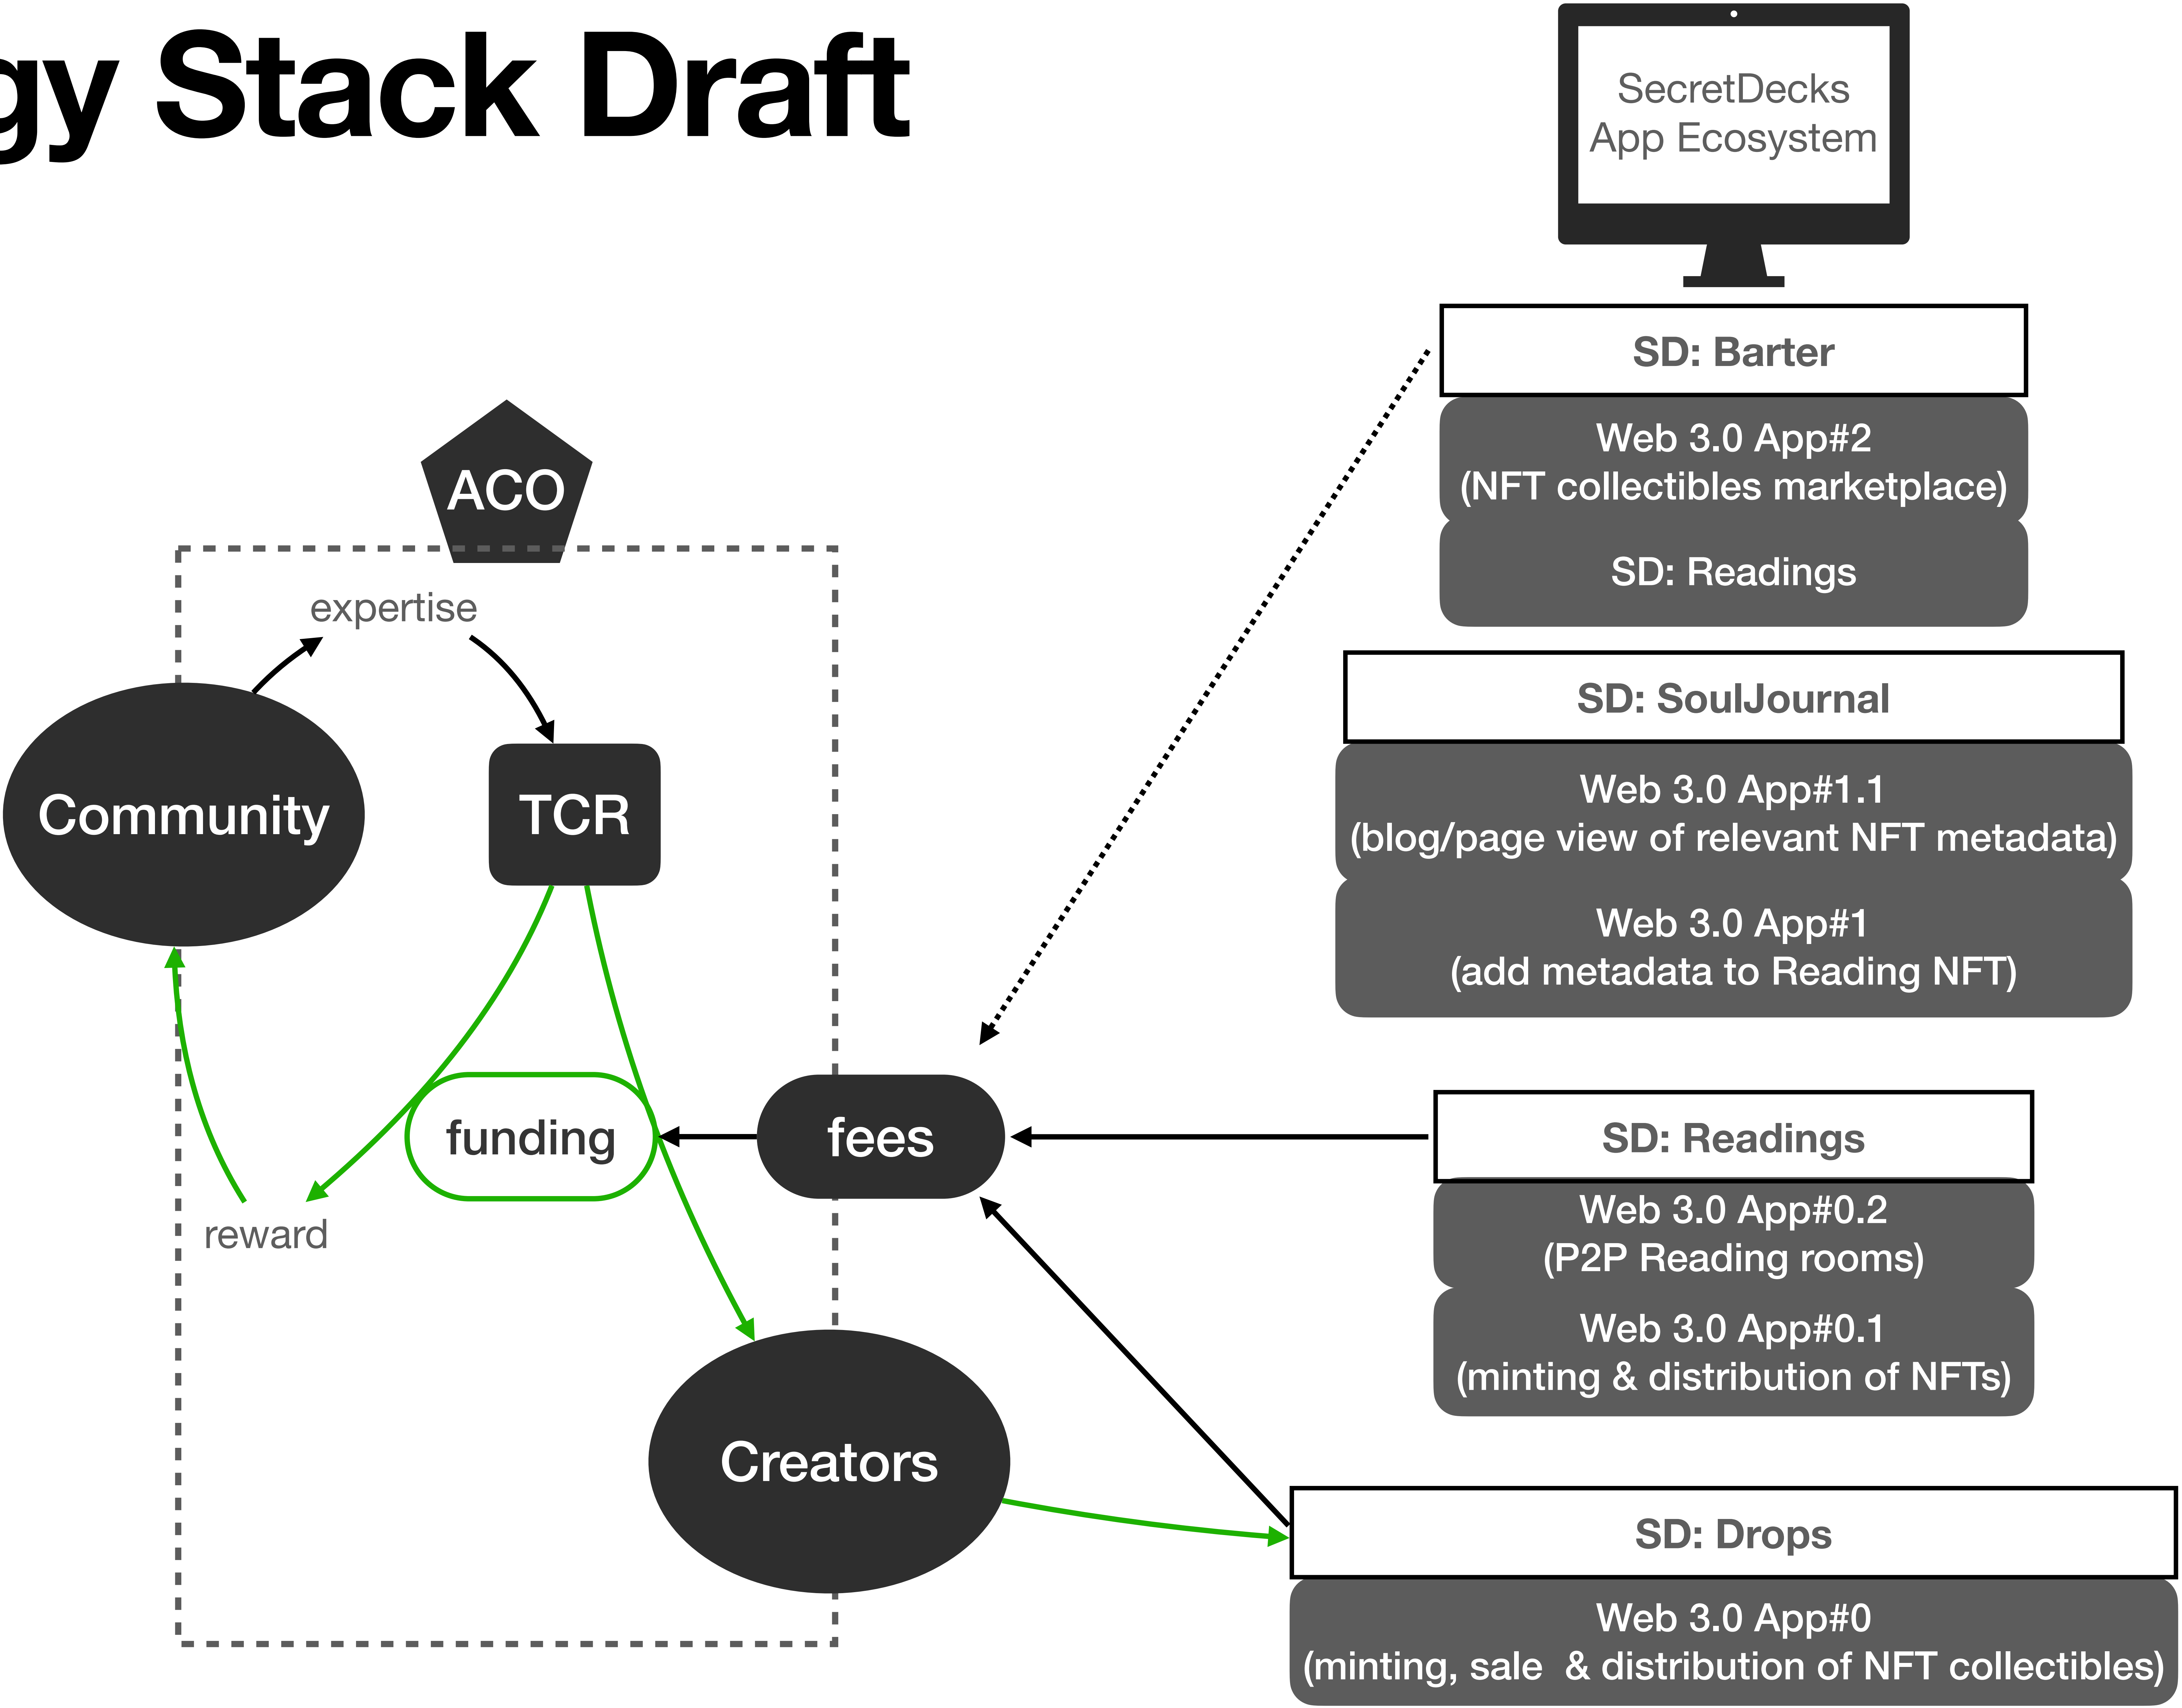 gy Stack Draft
SecretDecks
App Ecosystem
SD: Barter
Web 3.0 App#2
(NFT collectibles marketplace)
SD: Readings
ACO
expertise
Community
TCR
SD: SoulJournal
Web 3.0 App#1.1
(blog/page view of relevant NFT metadata)
Web 3.0 App#1
(add metadata to Reading NFT)
funding
fees
reward
SD: Readings
Web 3.0 App#0.2
(P2P Reading rooms)
Web 3.0 App#0.1
(minting & distribution of NFTs)
Creators
SD: Drops
Web 3.0 App#0
(minting, sale  & distribution of NFT collectibles)